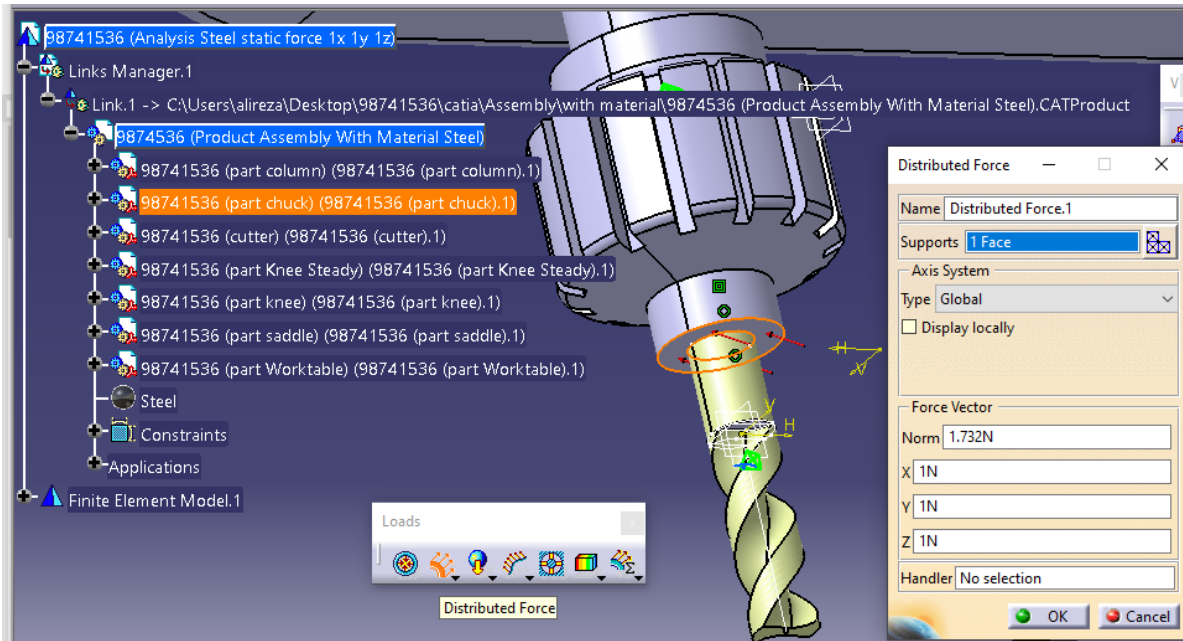 98741536 (Analysis Steel static force 1x 1y 1z)
Links Manager.1
Link.1 -> C:\Users\alireza\Desktop\98741536\catia\Assembly\with material\9874536 (Product Assembly With Material Steel).CATProduct
9874536 (Product Assembly With Material Steel)
98741536 (part column) (98741536 (part column).1)
98741536 (part chuck) (98741536 (part chuck).1)
98741536 (cutter) (98741536 (cutter).1)
98741536 (part Knee Steady) (98741536 (part Knee Steady).1)
98741536 (part knee) (98741536 (part knee).1)
98741536 (part saddle) (98741536 (part saddle).1)
98741536 (part Worktable) (98741536 (part Worktable).1)
Steel
Constraints
Applications
Finite Element Model.1
V
H
Loads
Distributed Force
V
Distributed Force
Name Distributed Force.1
Supports 1 Face
Axis System
Type Global
Display locally
Force Vector
Norm 1.732N
X 1N
Y 1N
Z 1N
Handler No selection
OK Cancel